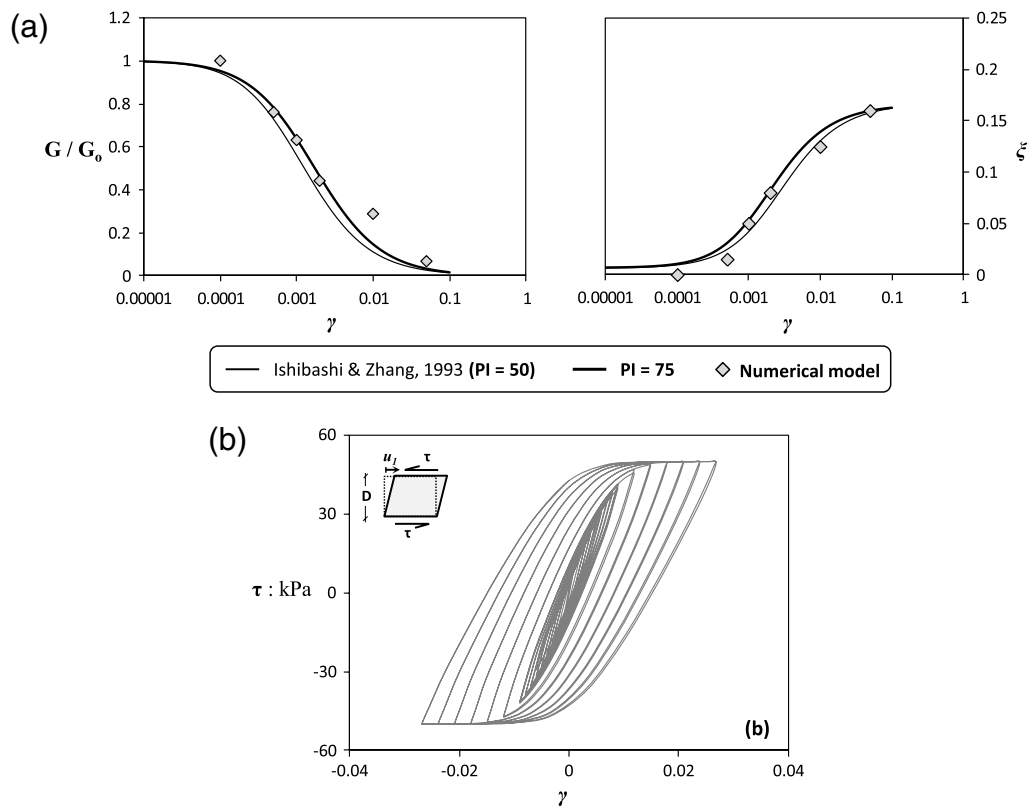 (a)
1.2
1
0.8
0.6
0.4
0.2
0
G / Go
0.00001 0.0001 0.001 0.01 0.1 1
γ
0.25
0.2
0.15
0.1
0.05
0
ξ
0.00001 0.001 0.01 0.1 1
γ
Ishibashi & Zhang, 1993 (PI = 50) PI = 75 Numerical model
(b)
60
30
0
-30
-60
τ : kPa
u1 τ
D
τ
(b)
-0.04 -0.02 0 0.02 0.04
γ